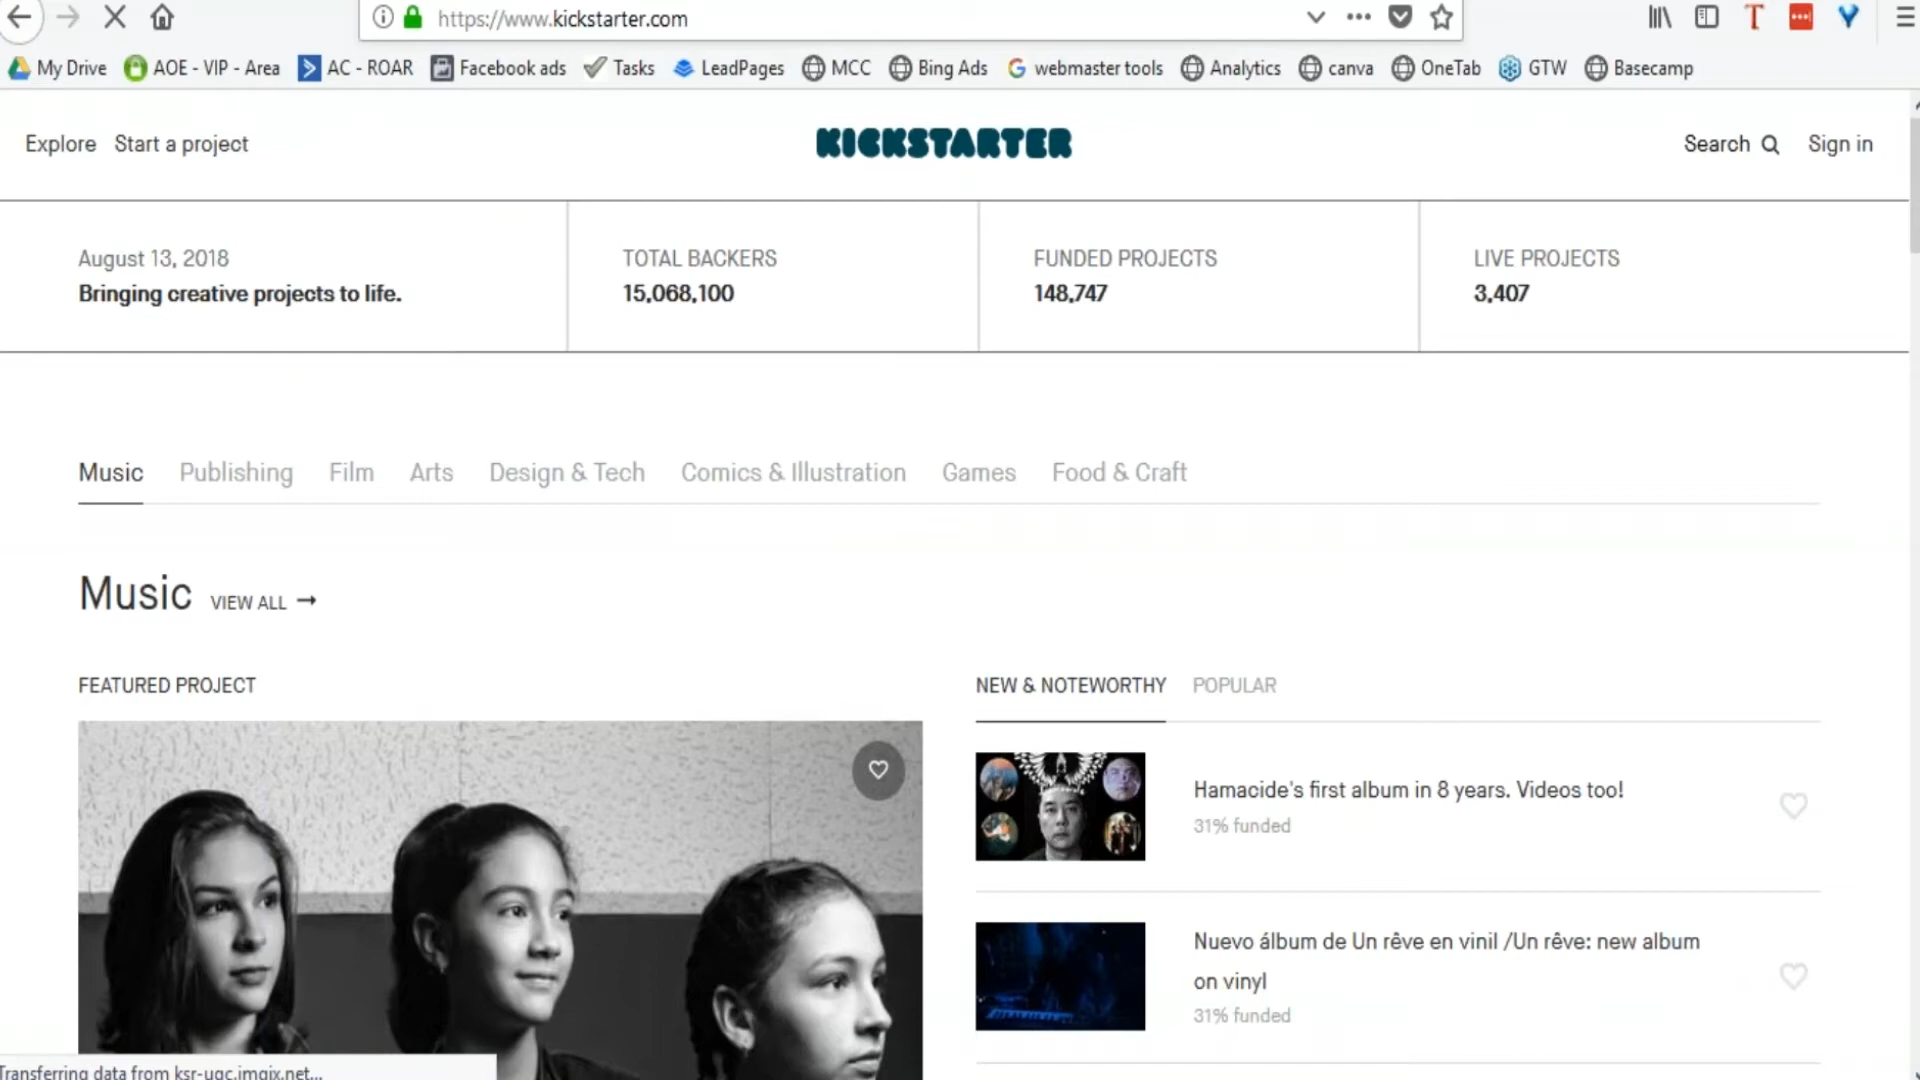 https://www.kickstarter.com
My Drive AOE - VIP - Area AC - ROAR Facebook ads Tasks LeadPages MCC Bing Ads webmaster tools Analytics canva OneTab GTW Basecamp
Explore Start a project KICKSTARTER Search Sign in
August 13, 2018 TOTAL BACKERS FUNDED PROJECTS LIVE PROJECTS
Bringing creative projects to life. 15,068,100 148,747 3,407
Music Publishing Film Arts Design & Tech Comics & Illustration Games Food & Craft
Music VIEW ALL →
FEATURED PROJECT NEW & NOTEWORTHY POPULAR
Hamacide's first album in 8 years. Videos too!
31% funded
Nuevo álbum de Un rêve en vinil /Un rêve: new album
on vinyl
31% funded
Transferring data from ksr-ugc.imgix.net...